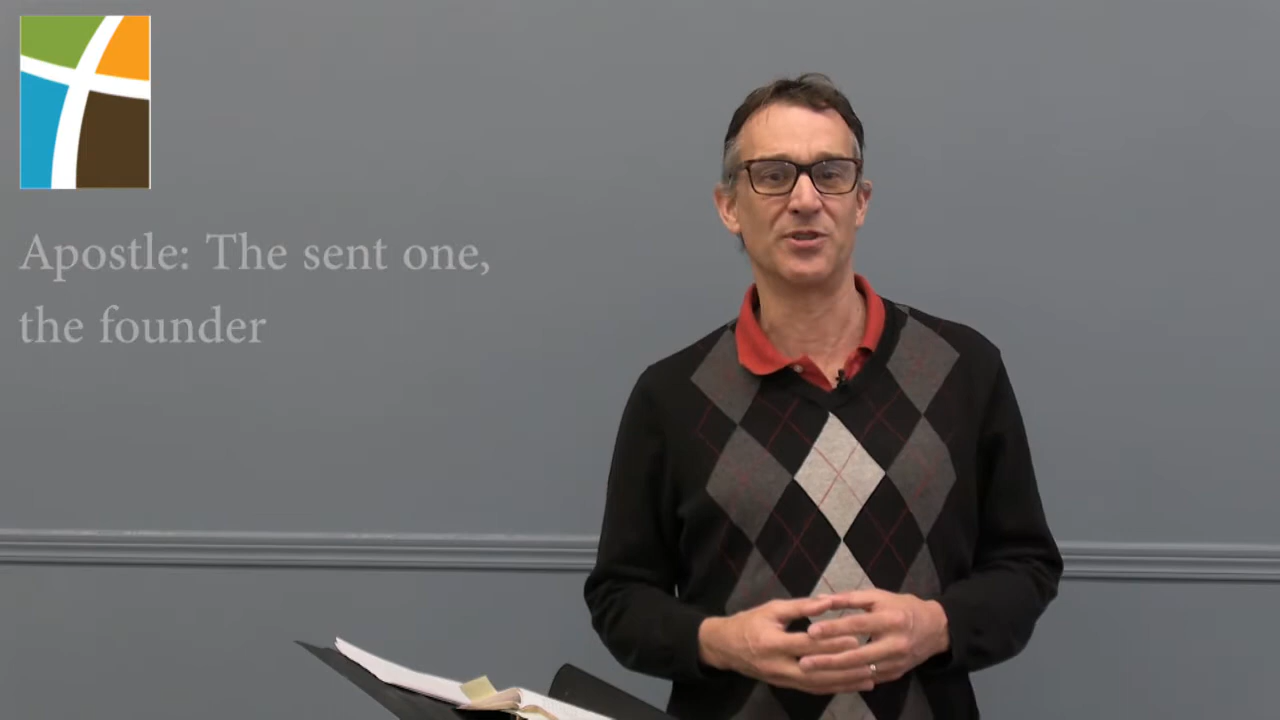 Apostle: The sent one,
the founder